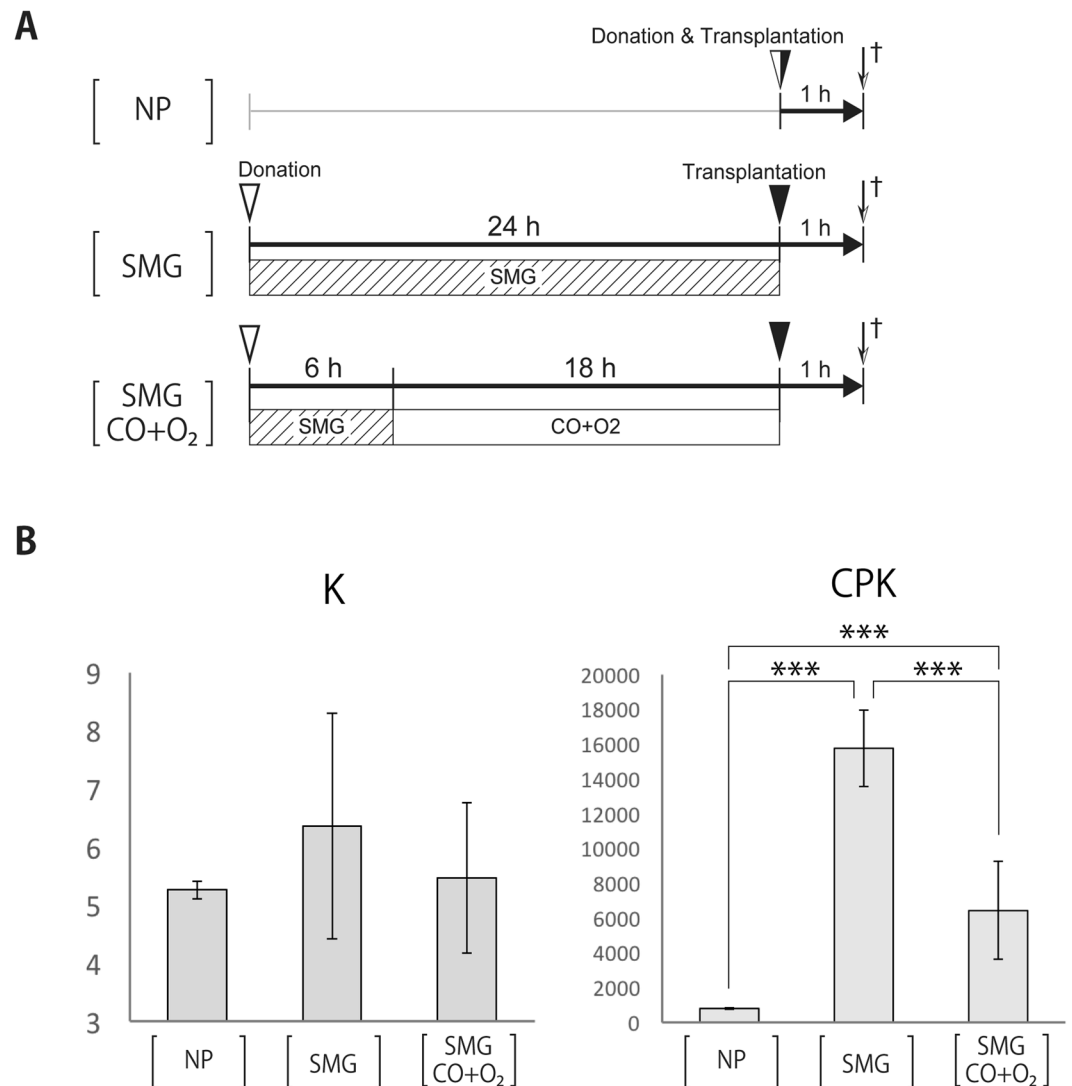 A
Donation & Transplantation
†
[ NP ]
1 h
Donation
Transplantation
†
24 h
1 h
[ SMG ]
SMG
†
6 h
18 h
1 h
[ SMG
CO+O₂ ]
SMG
CO+O2
B
K
9
8
7
6
5
4
3
[ NP ]
[ SMG ]
[ SMG
CO+O₂ ]
CPK
***
***
***
20000
18000
16000
14000
12000
10000
8000
6000
4000
2000
0
[ NP ]
[ SMG ]
[ SMG
CO+O₂ ]